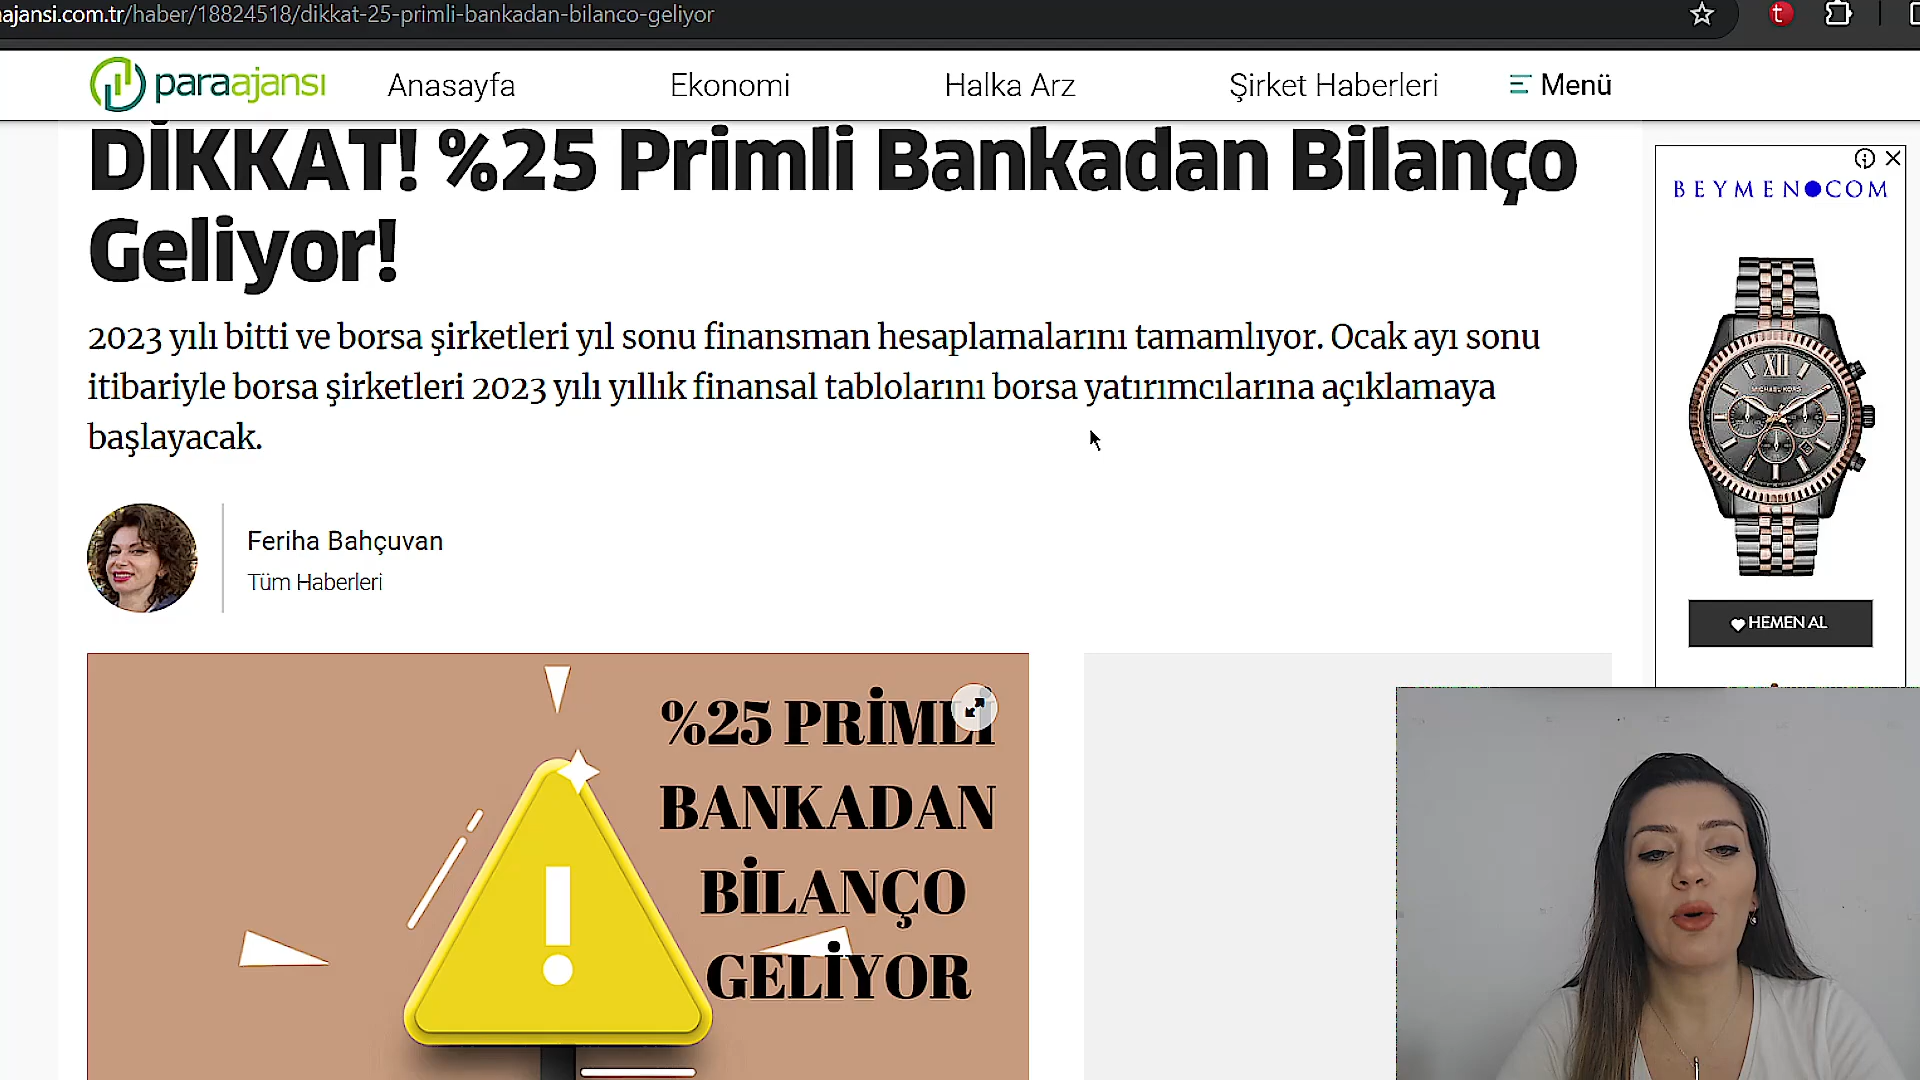 ajansi.com.tr/haber/18824518/dikkat-25-primli-bankadan-bilanco-geliyor
paraajansı
Anasayfa
Ekonomi
Halka Arz
Şirket Haberleri
Menü
DİKKAT! %25 Primli Bankadan Bilanço
Geliyor!
2023 yılı bitti ve borsa şirketleri yıl sonu finansman hesaplamalarını tamamlıyor. Ocak ayı sonu
itibariyle borsa şirketleri 2023 yılı yıllık finansal tablolarını borsa yatırımcılarına açıklamaya
başlayacak.
Feriha Bahçuvan
Tüm Haberleri
%25 PRİMLİ
BANKADAN
BİLANÇO
GELİYOR
BEYMEN COM
XII
MICHAEL KORS
HEMEN AL